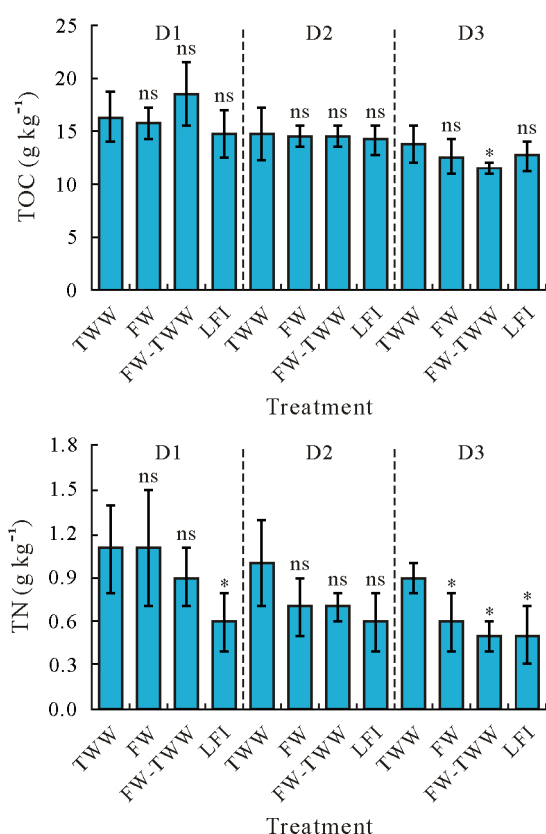 D1 D2 D3
25
20
15
10
5
0
TOC (g kg⁻¹)
ns ns ns ns ns ns ns * ns
TWW FW FW-TWW LFI TWW FW FW-TWW LFI TWW FW FW-TWW LFI
Treatment
D1 D2 D3
1.8
1.5
1.2
0.9
0.6
0.3
0.0
TN (g kg⁻¹)
ns ns * ns ns ns * * *
TWW FW FW-TWW LFI TWW FW FW-TWW LFI TWW FW FW-TWW LFI
Treatment